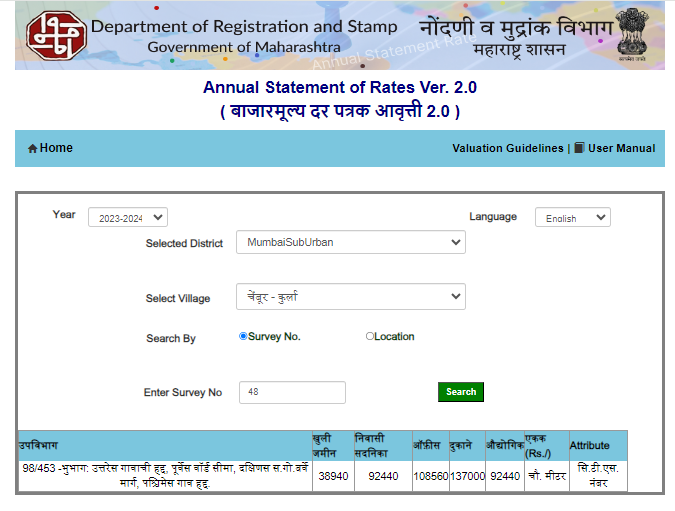 Department of Registration and Stamp
Government of Maharashtra
नोंदणी व मुद्रांक विभाग
महाराष्ट्र शासन
Annual Statement of Rates Ver. 2.0
( बाजारमूल्य दर पत्रक आवृत्ती 2.0 )
Home Valuation Guidelines | User Manual
Year 2023-2024 Language English
Selected District MumbaiSubUrban
Select Village चेंबूर - कुर्ला
Search By Survey No. Location
Enter Survey No 48 Search
उपविभाग खुली जमीन निवासी सदनिका ऑफ़ीस दुकाने औद्योगिक एकक (Rs./) Attribute
98/453 -भुभाग: उत्तरेस गावाची हद्द, पूर्वेस वॉर्ड सीमा, दक्षिणस स.गो.बर्वे 38940 92440 108560 137000 92440 चौ. मीटर सि.टी.एस.
मार्ग, पश्चिमेस गाव हद्द. नंबर